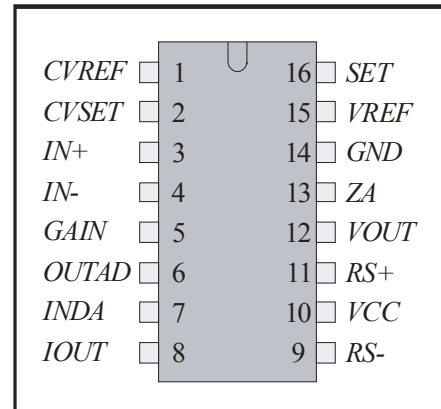 CVREF 1 16 SET
CVSET 2 15 VREF
IN+ 3 14 GND
IN- 4 13 ZA
GAIN 5 12 VOUT
OUTAD 6 11 RS+
INDA 7 10 VCC
IOUT 8 9 RS-